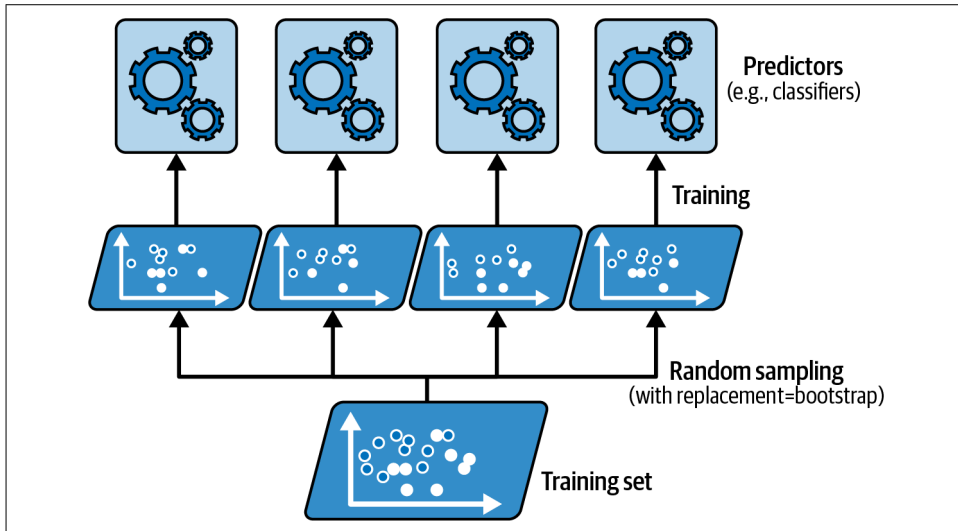 Predictors
(e.g., classifiers)
Training
Random sampling
(with replacement=bootstrap)
Training set